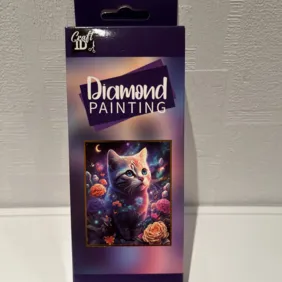 Craft
ID
Diamond
PAINTING